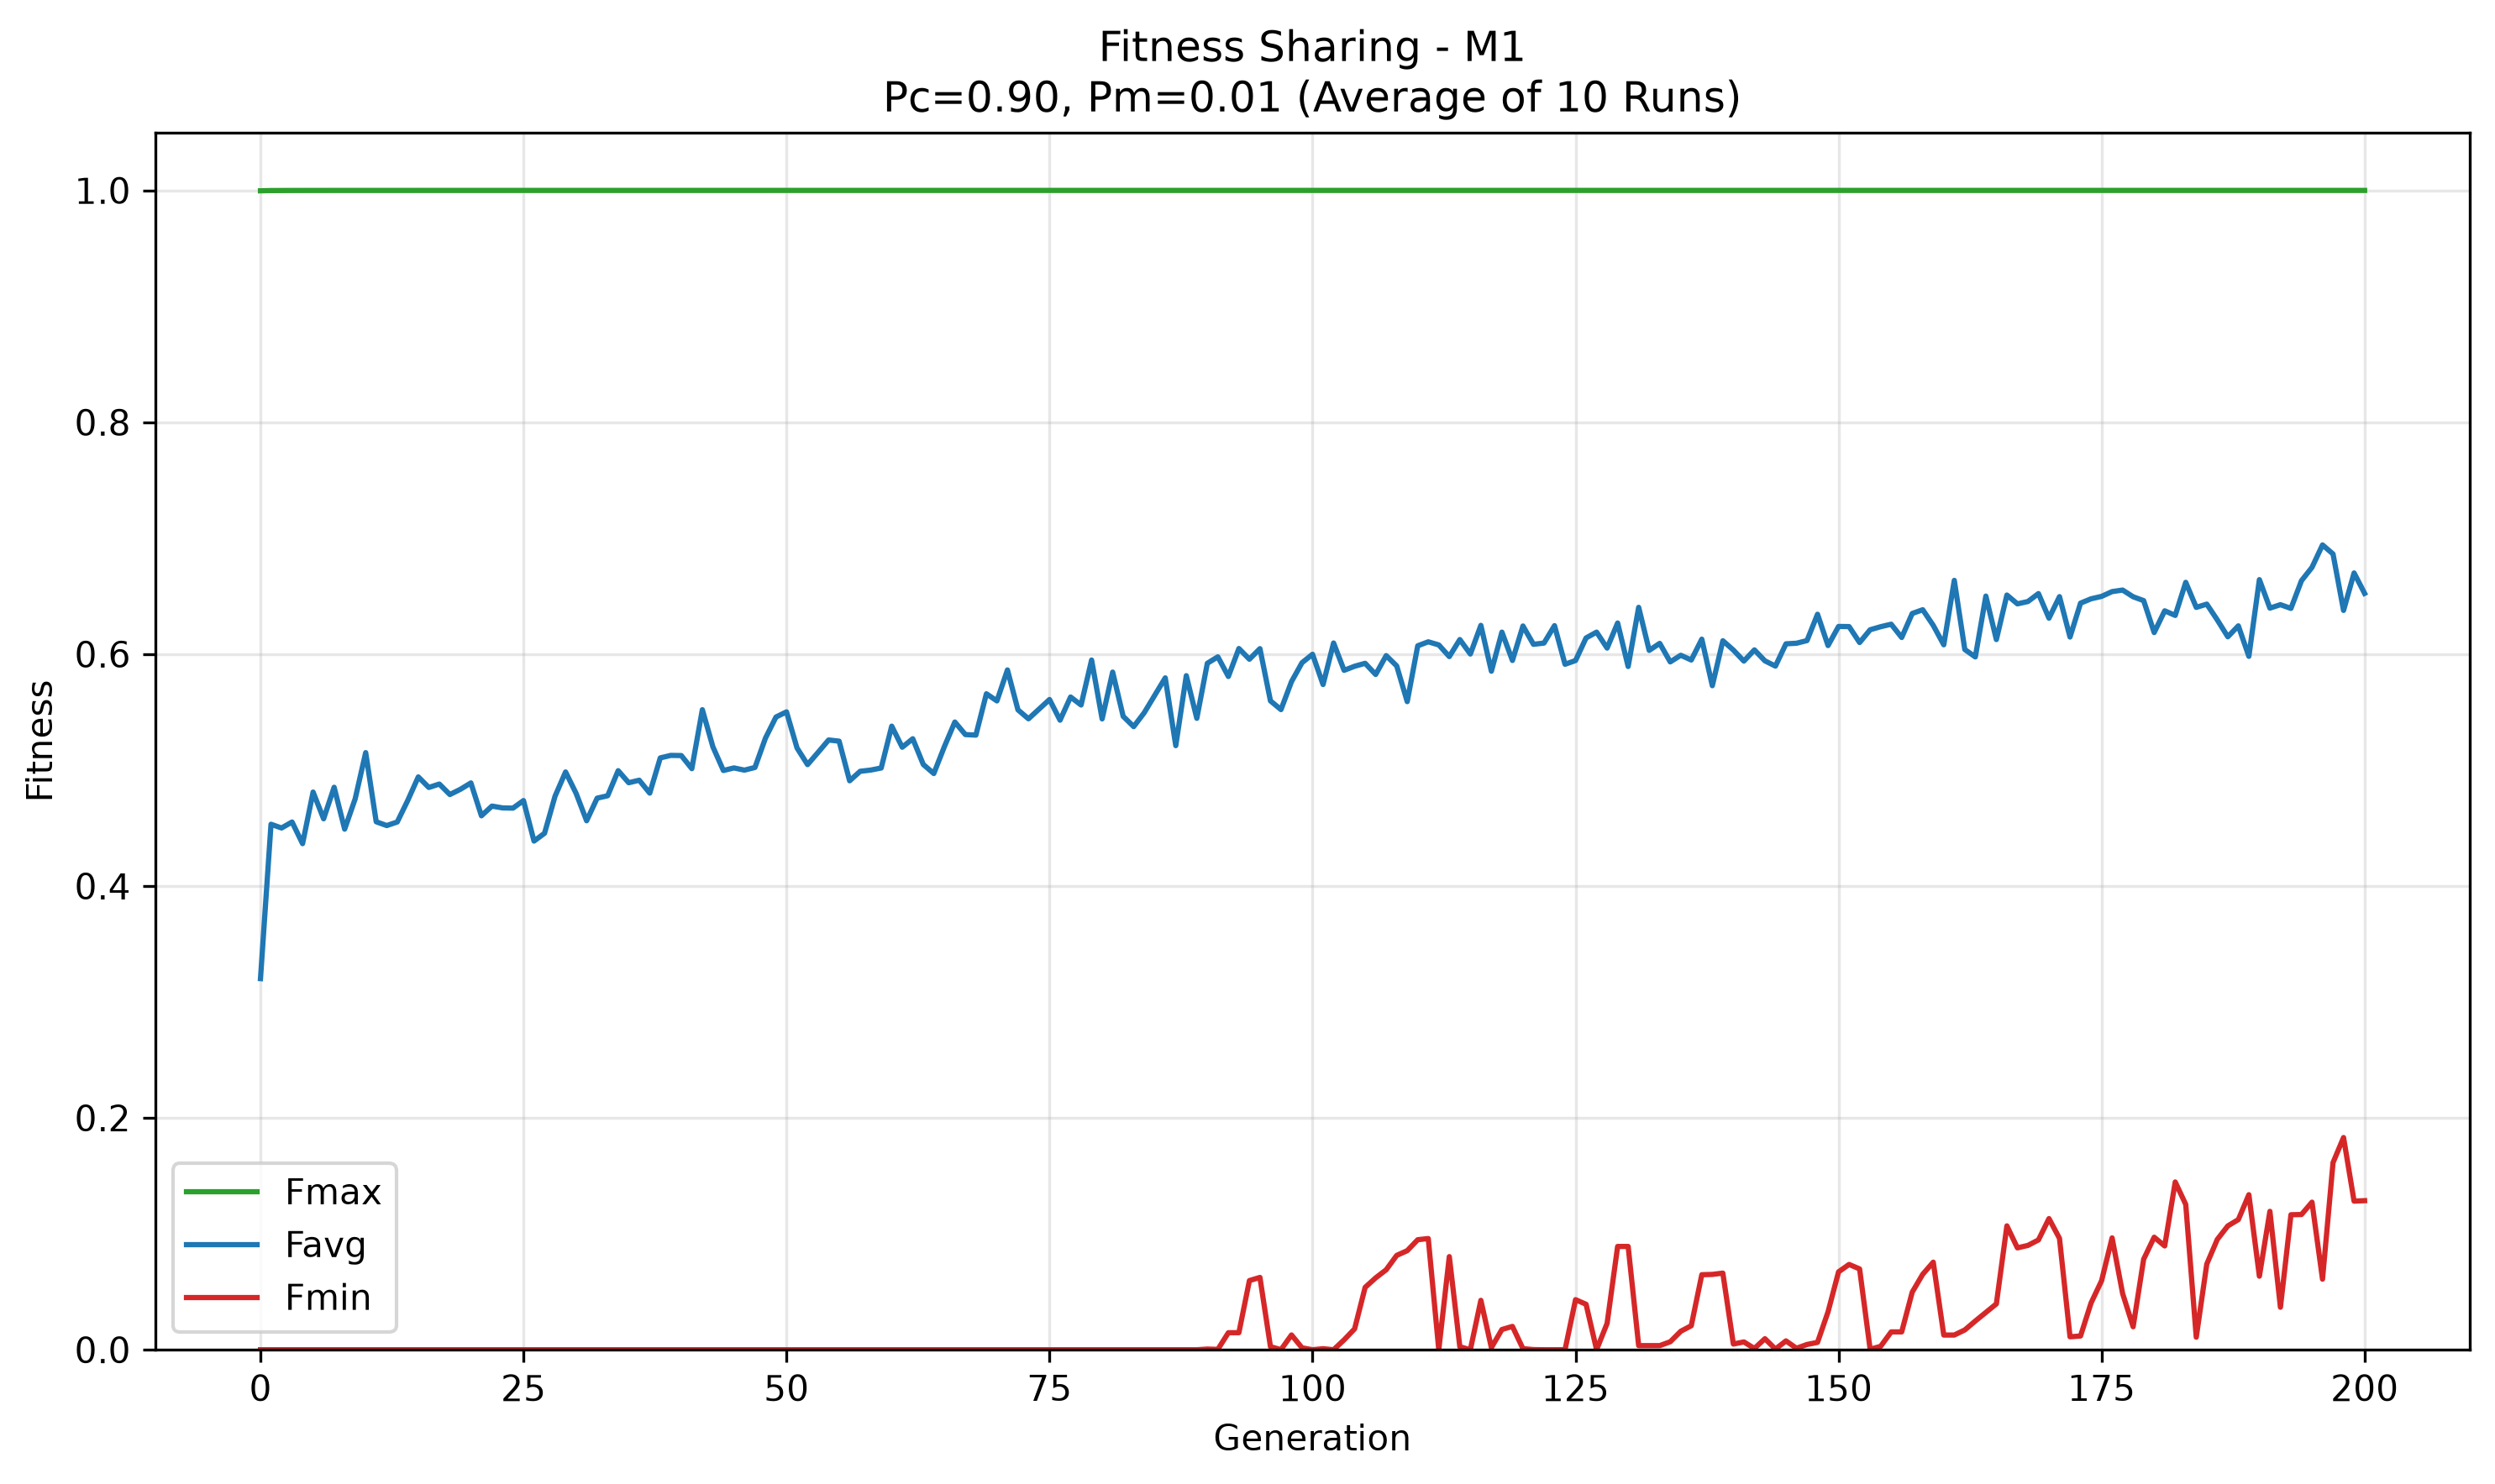 Fitness Sharing - M1
Pc=0.90, Pm=0.01 (Average of 10 Runs)
1.0
0.8
0.6
0.4
0.2
0.0
Fitness
Fmax
Favg
Fmin
0 25 50 75 100 125 150 175 200
Generation